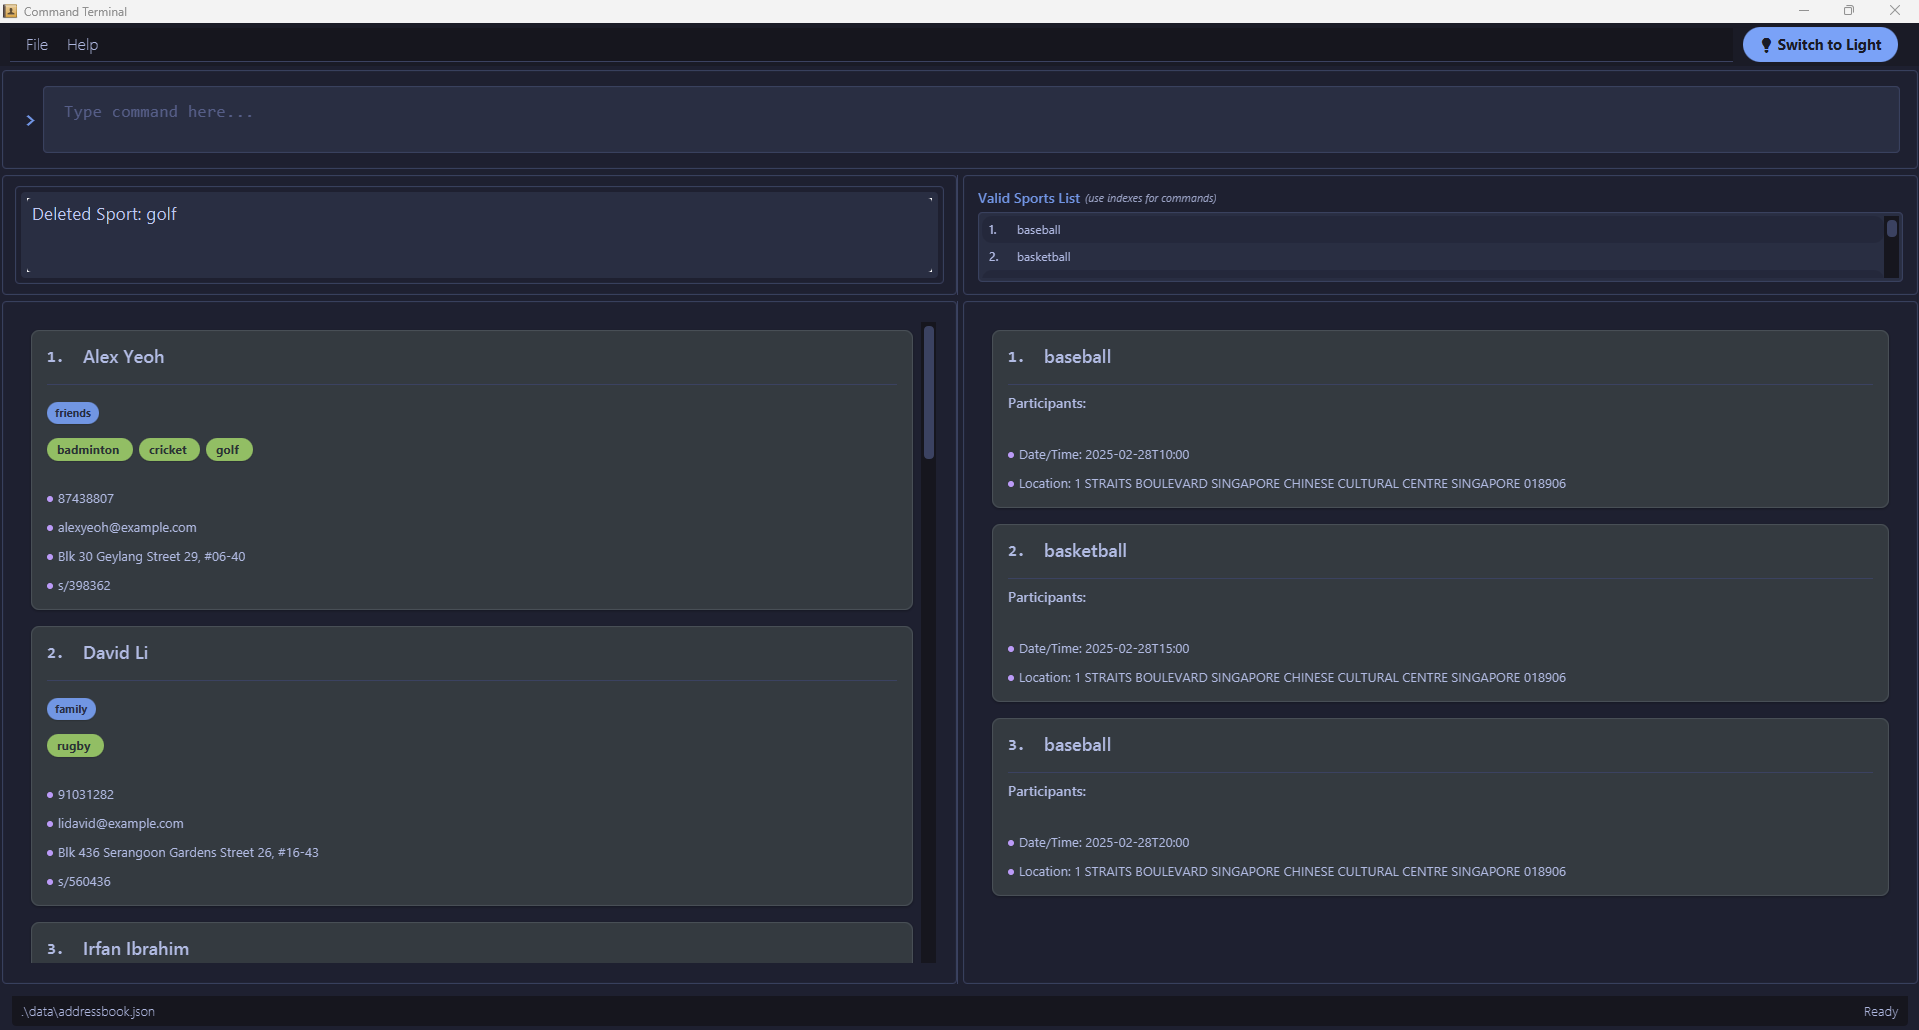 Command Terminal
File Help
Switch to Light
> Type command here...
Deleted Sport: golf
Valid Sports List (use indexes for commands)
1. baseball
2. basketball
1. Alex Yeoh
friends
badminton cricket golf
• 87438807
• alexyeoh@example.com
• Blk 30 Geylang Street 29, #06-40
• s/398362
2. David Li
family
rugby
• 91031282
• lidavid@example.com
• Blk 436 Serangoon Gardens Street 26, #16-43
• s/560436
3. Irfan Ibrahim
1. baseball
Participants:
• Date/Time: 2025-02-28T10:00
• Location: 1 STRAITS BOULEVARD SINGAPORE CHINESE CULTURAL CENTRE SINGAPORE 018906
2. basketball
Participants:
• Date/Time: 2025-02-28T15:00
• Location: 1 STRAITS BOULEVARD SINGAPORE CHINESE CULTURAL CENTRE SINGAPORE 018906
3. baseball
Participants:
• Date/Time: 2025-02-28T20:00
• Location: 1 STRAITS BOULEVARD SINGAPORE CHINESE CULTURAL CENTRE SINGAPORE 018906
.\data\addressbook.json
Ready